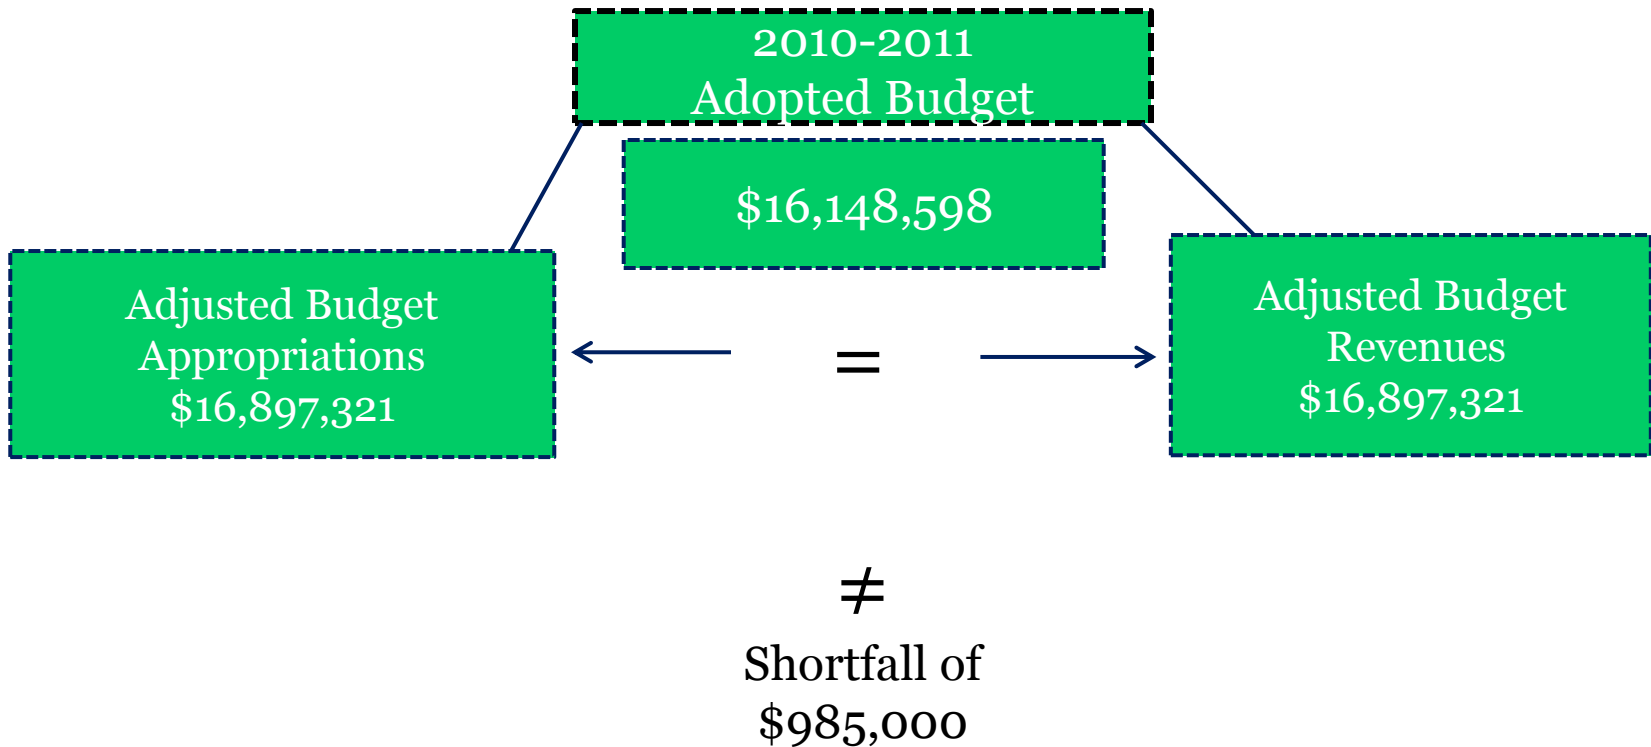 2010-2011
Adopted Budget
$16,148,598
Adjusted Budget
Appropriations
$16,897,321
=
Adjusted Budget
Revenues
$16,897,321
≠
Shortfall of
$985,000